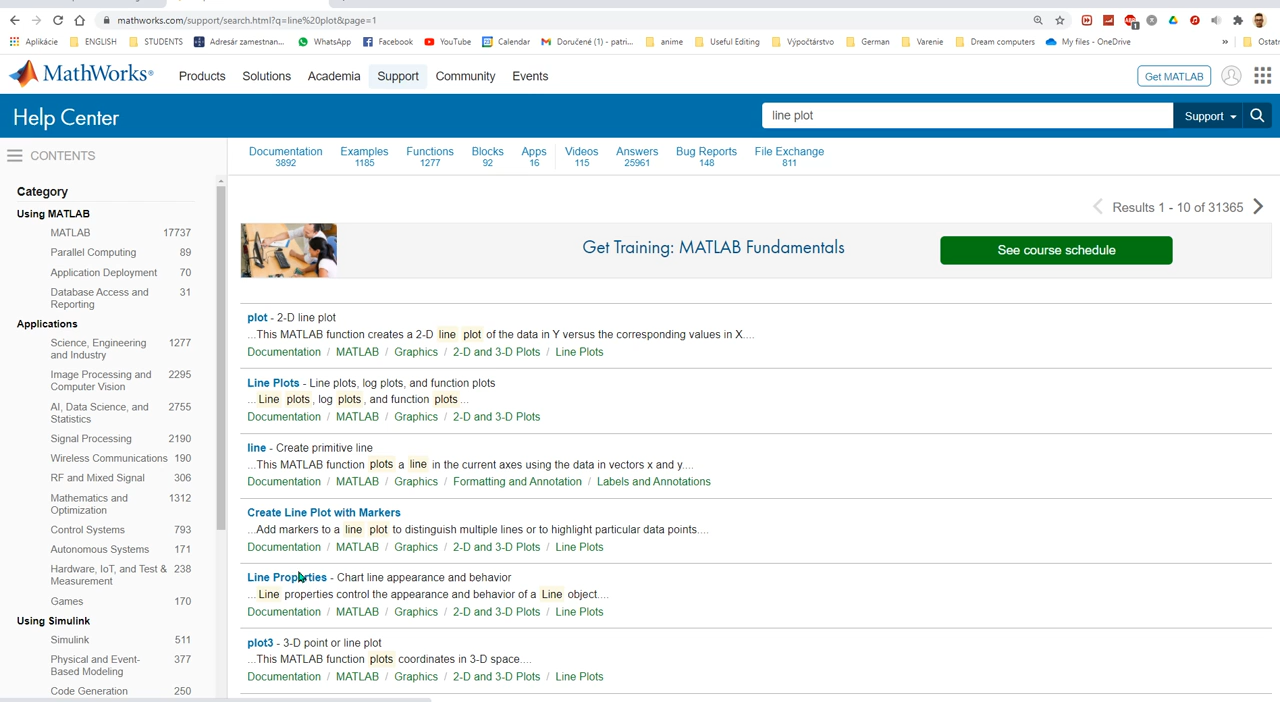 mathworks.com/support/search.html?q=line%20plot&page=1
Aplikácie ENGLISH STUDENTS Adresár zamestnan... WhatsApp Facebook YouTube Calendar Doručené (1) - patri... anime Useful Editing Výpočtárstvo German Varenie Dream computers My files - OneDrive » Ostatn
MathWorks® Products Solutions Academia Support Community Events Get MATLAB
Help Center line plot Support
CONTENTS
Documentation Examples Functions Blocks Apps Videos Answers Bug Reports File Exchange
3892 1185 1277 92 16 115 25961 148 811
Category
Using MATLAB
MATLAB 17737
Parallel Computing 89
Application Deployment 70
Database Access and 31
Reporting
Applications
Science, Engineering 1277
and Industry
Image Processing and 2295
Computer Vision
AI, Data Science, and 2755
Statistics
Signal Processing 2190
Wireless Communications 190
RF and Mixed Signal 306
Mathematics and 1312
Optimization
Control Systems 793
Autonomous Systems 171
Hardware, IoT, and Test & 238
Measurement
Games 170
Using Simulink
Simulink 511
Physical and Event- 377
Based Modeling
Code Generation 250
Results 1 - 10 of 31365
Get Training: MATLAB Fundamentals See course schedule
plot - 2-D line plot
...This MATLAB function creates a 2-D line plot of the data in Y versus the corresponding values in X....
Documentation / MATLAB / Graphics / 2-D and 3-D Plots / Line Plots
Line Plots - Line plots, log plots, and function plots
...Line plots, log plots, and function plots...
Documentation / MATLAB / Graphics / 2-D and 3-D Plots
line - Create primitive line
...This MATLAB function plots a line in the current axes using the data in vectors x and y....
Documentation / MATLAB / Graphics / Formatting and Annotation / Labels and Annotations
Create Line Plot with Markers
...Add markers to a line plot to distinguish multiple lines or to highlight particular data points....
Documentation / MATLAB / Graphics / 2-D and 3-D Plots / Line Plots
Line Properties - Chart line appearance and behavior
...Line properties control the appearance and behavior of a Line object....
Documentation / MATLAB / Graphics / 2-D and 3-D Plots / Line Plots
plot3 - 3-D point or line plot
...This MATLAB function plots coordinates in 3-D space....
Documentation / MATLAB / Graphics / 2-D and 3-D Plots / Line Plots